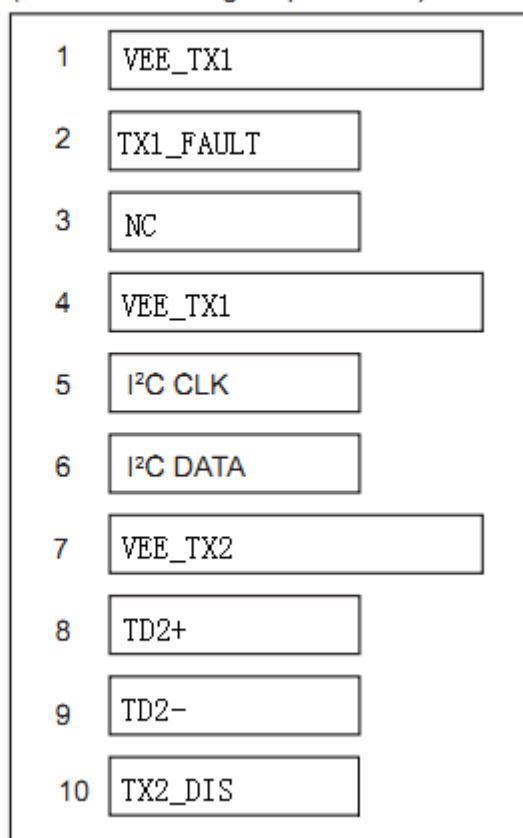 1 VEE_TX1
2 TX1_FAULT
3 NC
4 VEE_TX1
5 I²C CLK
6 I²C DATA
7 VEE_TX2
8 TD2+
9 TD2-
10 TX2_DIS